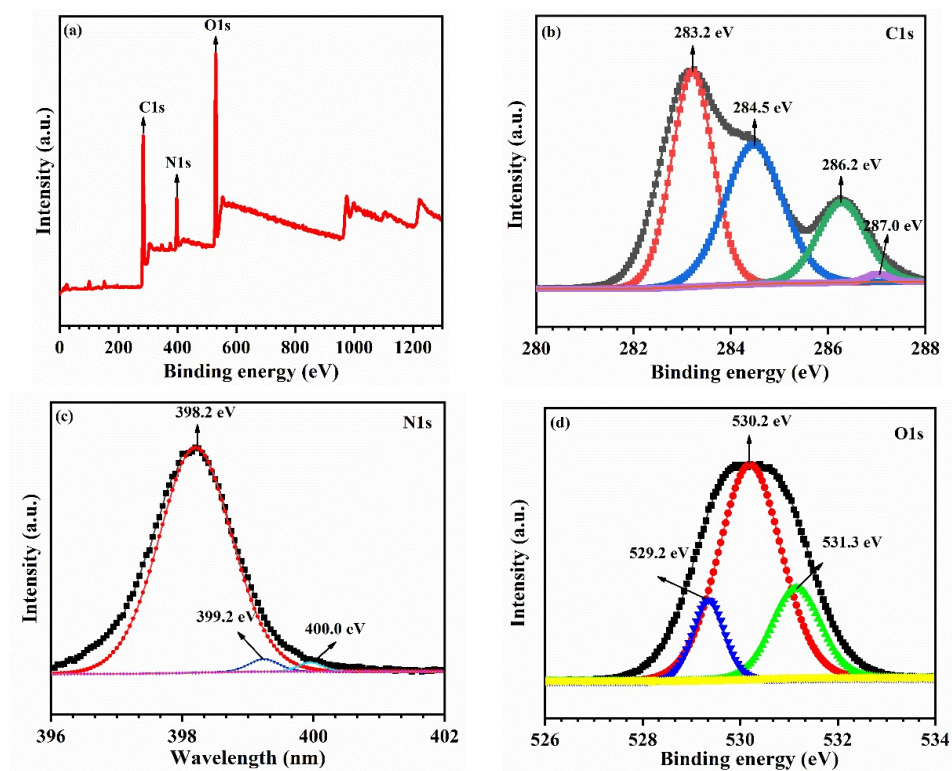 (a)
O1s
C1s
N1s
Intensity (a.u.)
0 200 400 600 800 1000 1200
Binding energy (eV)
(b)
283.2 eV
C1s
284.5 eV
286.2 eV
287.0 eV
Intensity (a.u.)
280 282 284 286 288
Binding energy (eV)
(c)
398.2 eV
N1s
399.2 eV
400.0 eV
Intensity (a.u.)
396 398 400 402
Wavelength (nm)
(d)
530.2 eV
O1s
529.2 eV
531.3 eV
Intensity (a.u.)
526 528 530 532 534
Binding energy (eV)